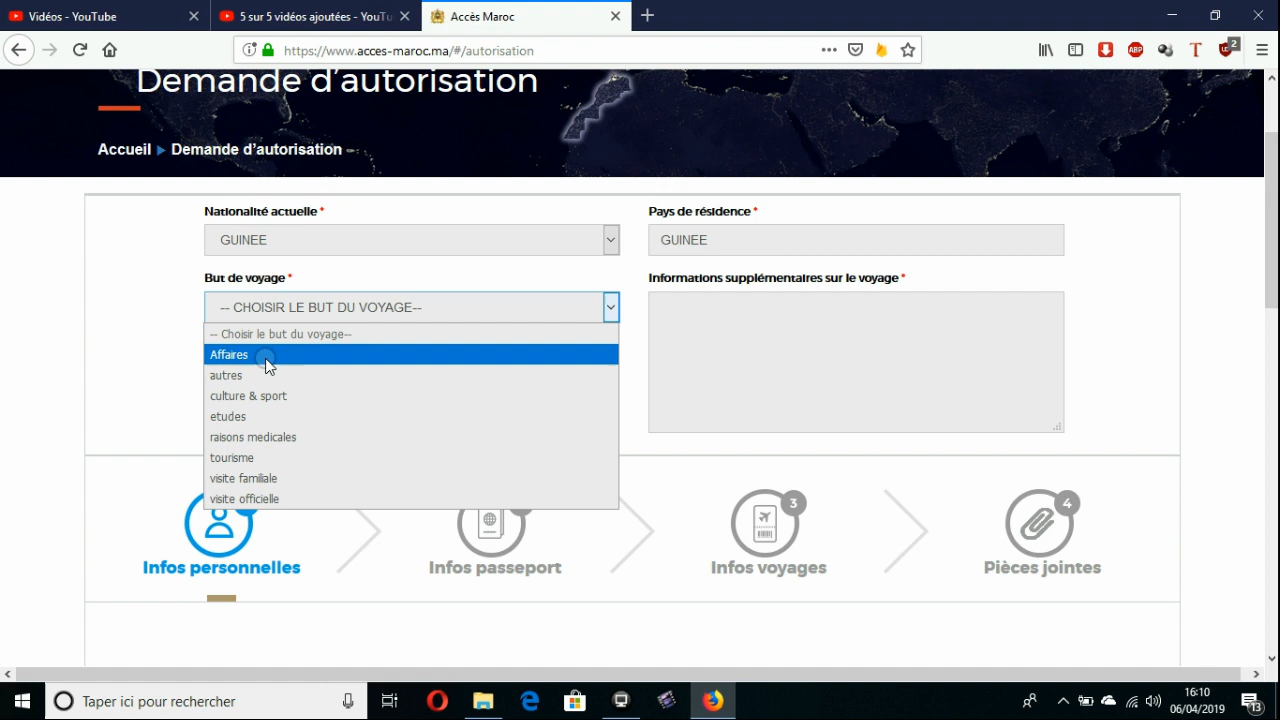 Vidéos - YouTube
5 sur 5 vidéos ajoutées - YouTu
Accès Maroc
https://www.acces-maroc.ma/#/autorisation
ABP
T
2
Demande d'autorisation
Accueil Demande d'autorisation
Nationalité actuelle *
Pays de résidence *
GUINEE
GUINEE
But de voyage *
Informations supplémentaires sur le voyage *
-- CHOISIR LE BUT DU VOYAGE--
-- Choisir le but du voyage--
Affaires
autres
culture & sport
etudes
raisons medicales
tourisme
visite familiale
visite officielle
3
4
Infos personnelles
Infos passeport
Infos voyages
Pièces jointes
Taper ici pour rechercher
16:10
06/04/2019
13